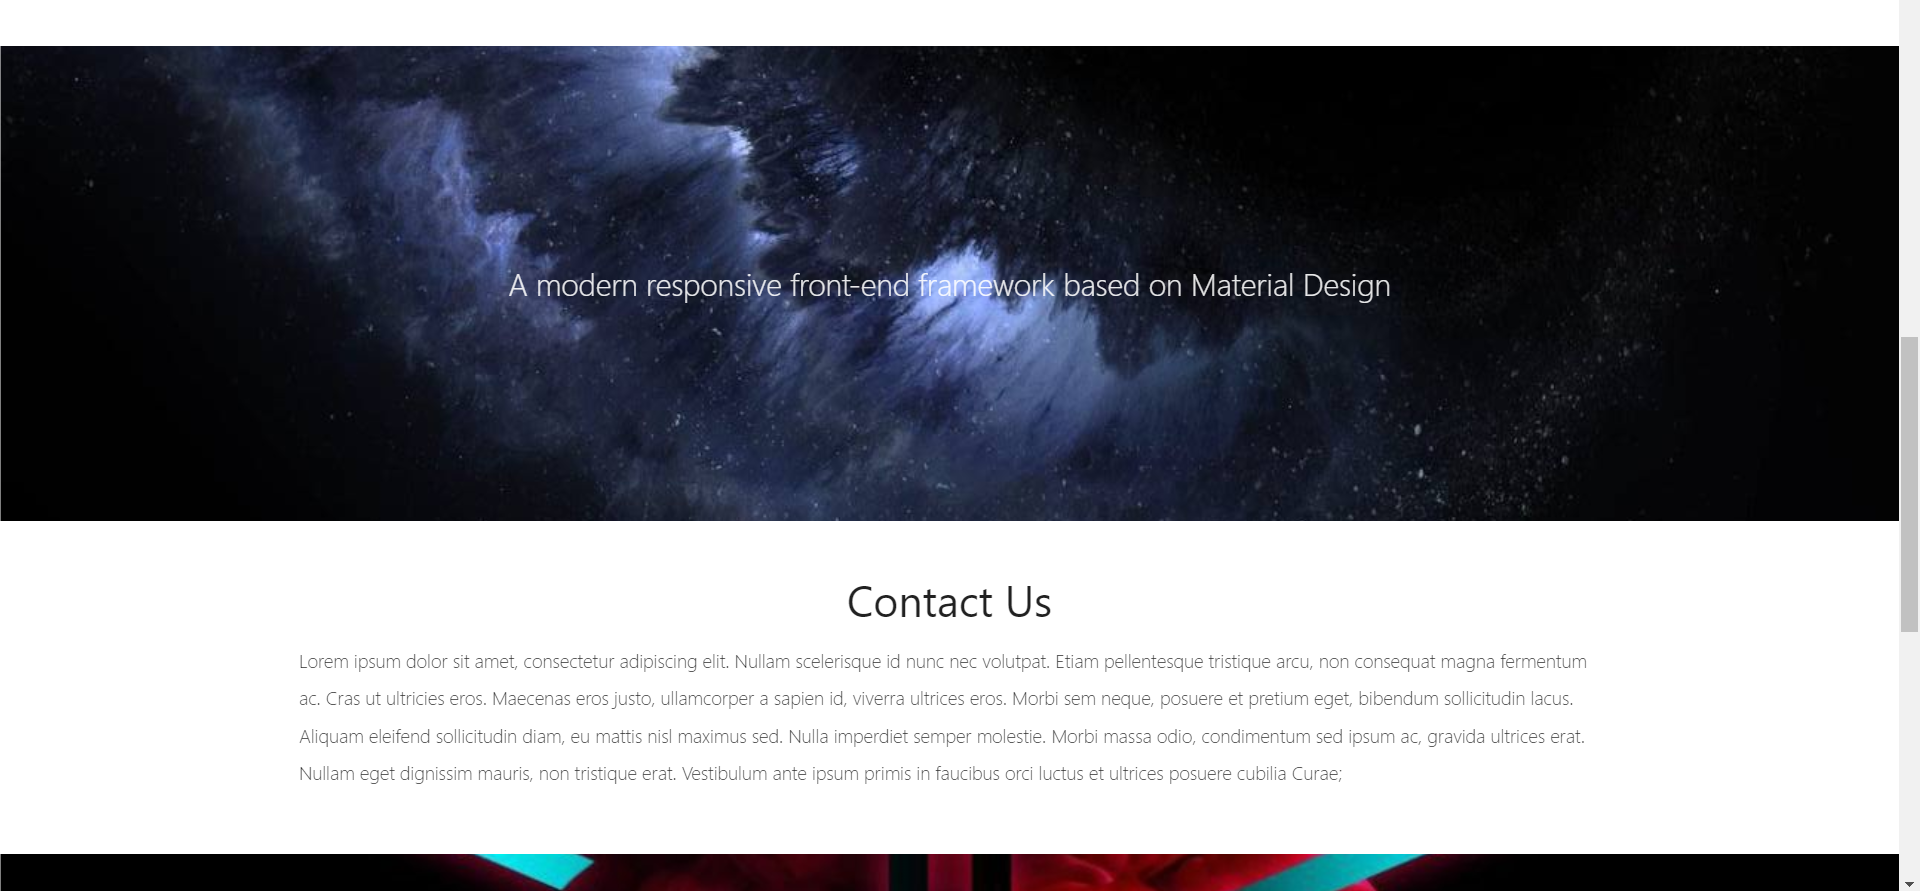 A modern responsive front-end framework based on Material Design
Contact Us
Lorem ipsum dolor sit amet, consectetur adipiscing elit. Nullam scelerisque id nunc nec volutpat. Etiam pellentesque tristique arcu, non consequat magna fermentum
ac. Cras ut ultricies eros. Maecenas eros justo, ullamcorper a sapien id, viverra ultrices eros. Morbi sem neque, posuere et pretium eget, bibendum sollicitudin lacus.
Aliquam eleifend sollicitudin diam, eu mattis nisl maximus sed. Nulla imperdiet semper molestie. Morbi massa odio, condimentum sed ipsum ac, gravida ultrices erat.
Nullam eget dignissim mauris, non tristique erat. Vestibulum ante ipsum primis in faucibus orci luctus et ultrices posuere cubilia Curae;